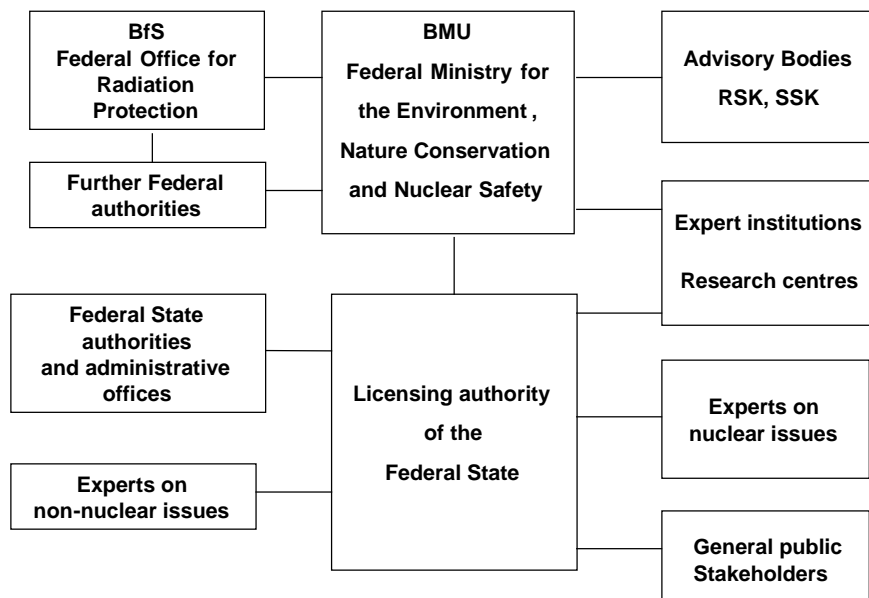 BfS
Federal Office for
Radiation
Protection
Further Federal
authorities
BMU
Federal Ministry for
the Environment ,
Nature Conservation
and Nuclear Safety
Advisory Bodies
RSK, SSK
Expert institutions
Research centres
Federal State
authorities
and administrative
offices
Experts on
non-nuclear issues
Licensing authority
of the
Federal State
Experts on
nuclear issues
General public
Stakeholders